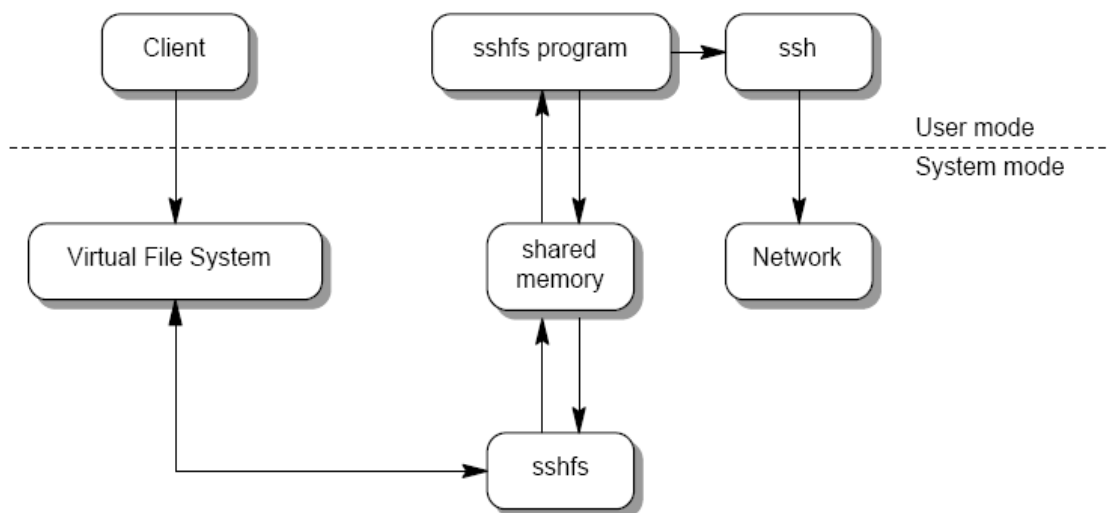 Client
sshfs program
ssh
User mode
System mode
Virtual File System
shared
memory
Network
sshfs